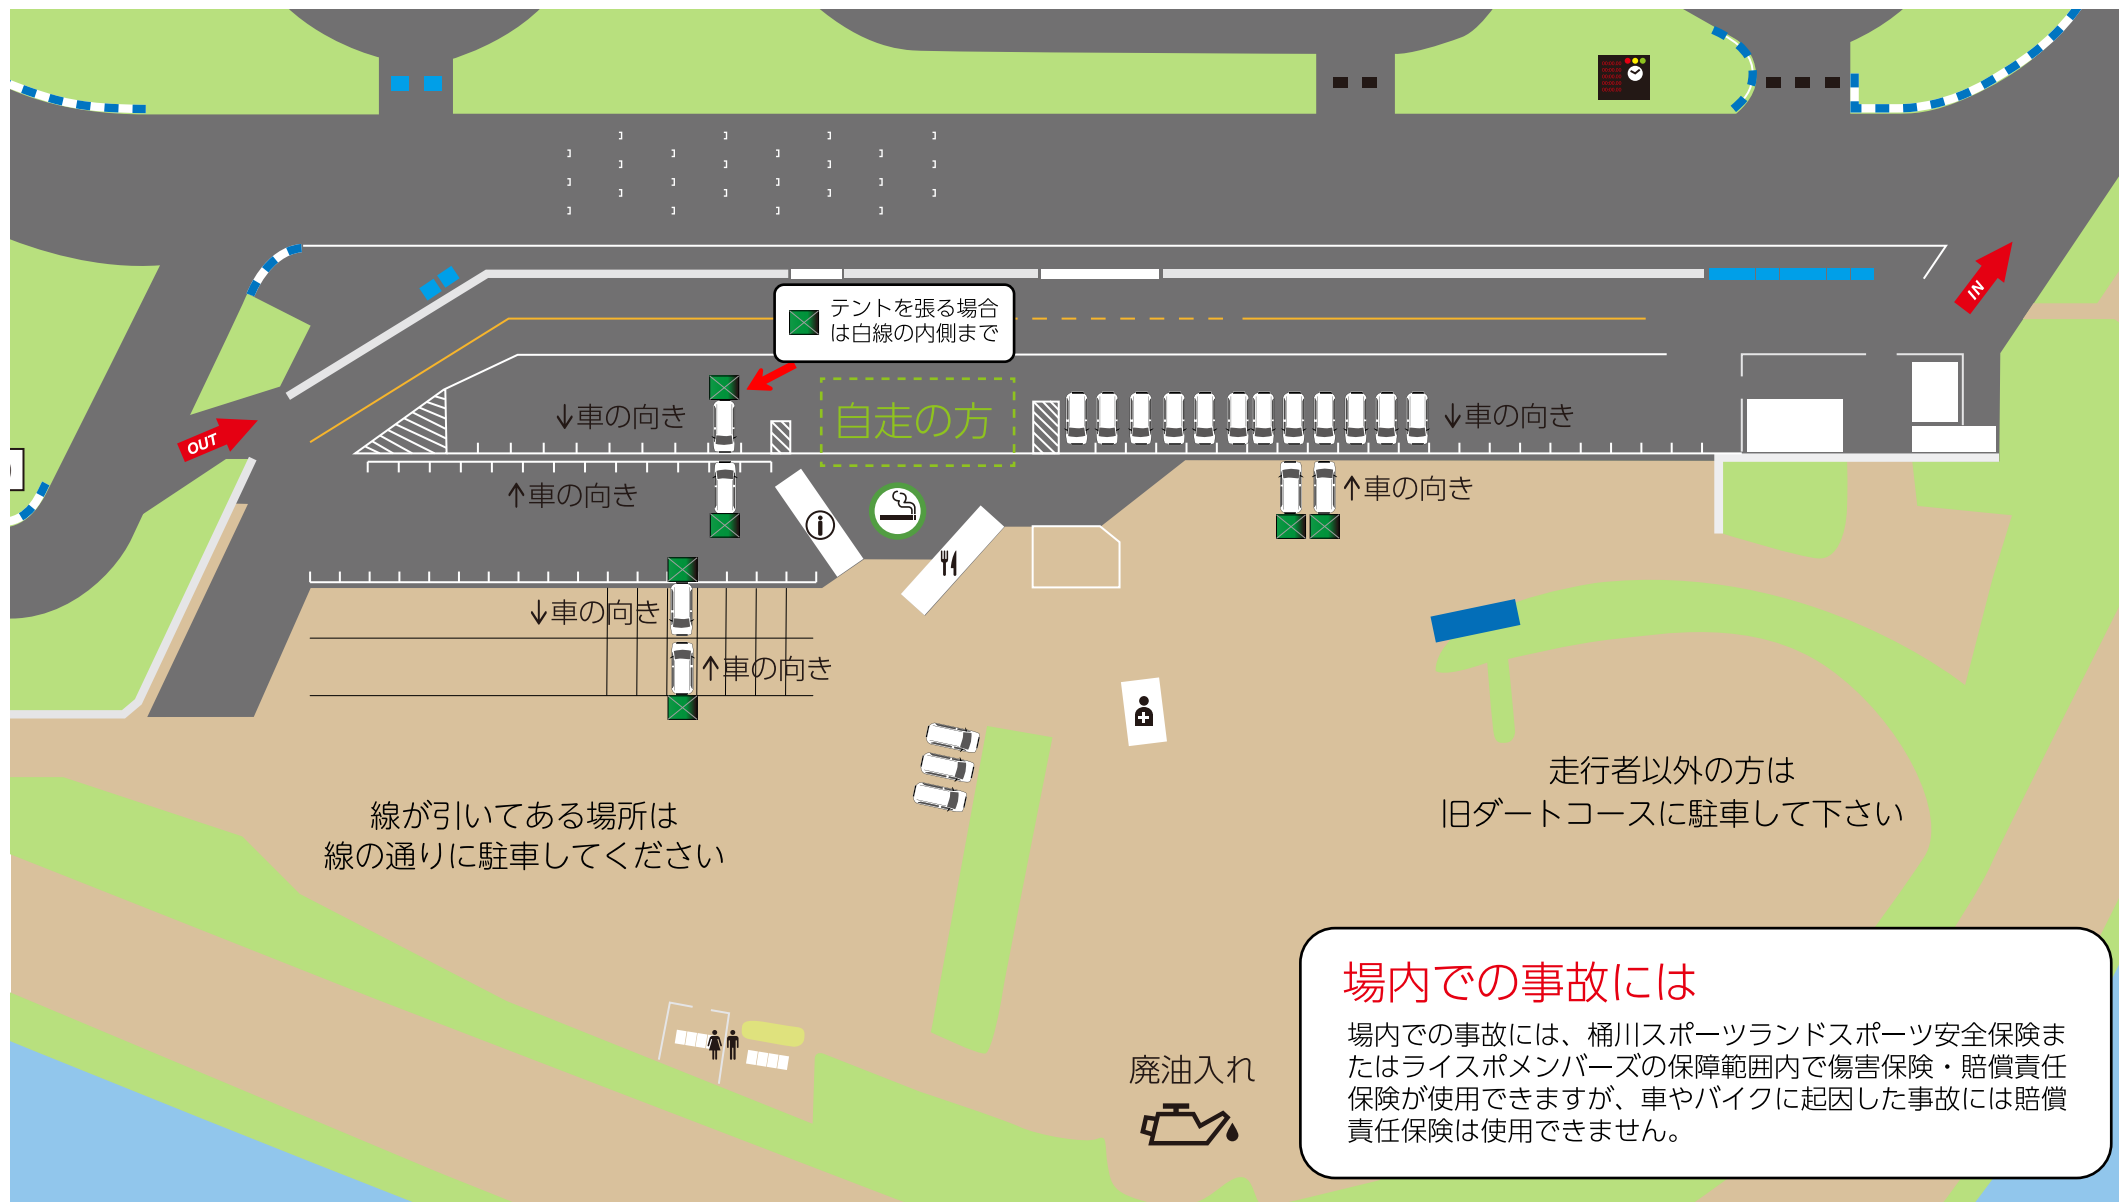 IN
テントを張る場合
は白線の内側まで
OUT
↓車の向き
自走の方
↓車の向き
↑車の向き
↑車の向き
↓車の向き
↑車の向き
走行者以外の方は
旧ダートコースに駐車して下さい
線が引いてある場所は
線の通りに駐車してください
場内での事故には
場内での事故には、桶川スポーツランドスポーツ安全保険ま
たはライスポメンバーズの保障範囲内で傷害保険・賠償責任
保険が使用できますが、車やバイクに起因した事故には賠償
責任保険は使用できません。
廃油入れ